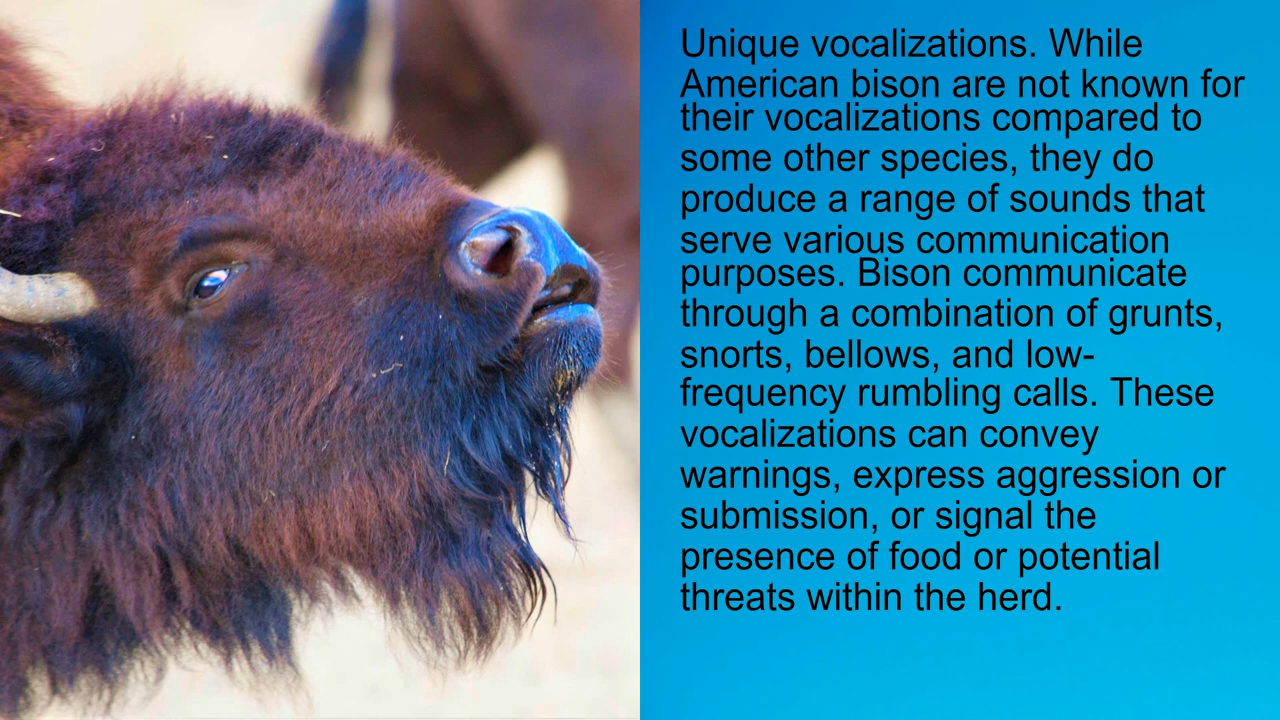 Unique vocalizations. While
American bison are not known for
their vocalizations compared to
some other species, they do
produce a range of sounds that
serve various communication
purposes. Bison communicate
through a combination of grunts,
snorts, bellows, and low-
frequency rumbling calls. These
vocalizations can convey
warnings, express aggression or
submission, or signal the
presence of food or potential
threats within the herd.